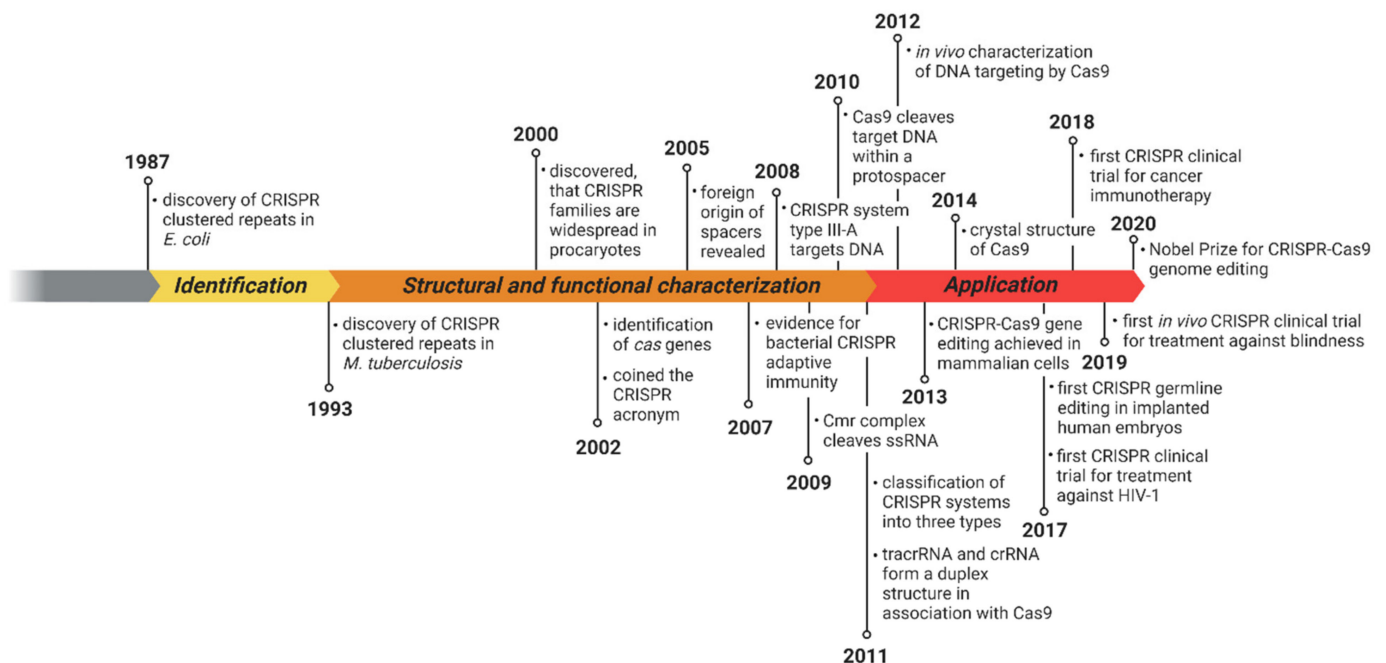 1987
• discovery of CRISPR
clustered repeats in
E. coli
2000
• discovered,
that CRISPR
families are
widespread in
procaryotes
2005
• foreign
origin of
spacers
revealed
2008
• CRISPR system
type III-A
targets DNA
2010
• Cas9 cleaves
target DNA
within a
protospacer
2012
• in vivo characterization
of DNA targeting by Cas9
2014
• crystal structure
of Cas9
2018
• first CRISPR clinical
trial for cancer
immunotherapy
2020
• Nobel Prize for CRISPR-Cas9
genome editing
Identification
Structural and functional characterization
Application
• discovery of CRISPR
clustered repeats in
M. tuberculosis
1993
• identification
of cas genes
• coined the
CRISPR
acronym
2002
• evidence for
bacterial CRISPR
adaptive
immunity
2007
• Cmr complex
cleaves ssRNA
2009
• classification of
CRISPR systems
into three types
• tracrRNA and crRNA
form a duplex
structure in
association with Cas9
2011
• CRISPR-Cas9 gene
editing achieved in
mammalian cells
2013
• first CRISPR germline
editing in implanted
human embryos
• first CRISPR clinical
trial for treatment
against HIV-1
2017
• first in vivo CRISPR clinical trial
for treatment against blindness
2019